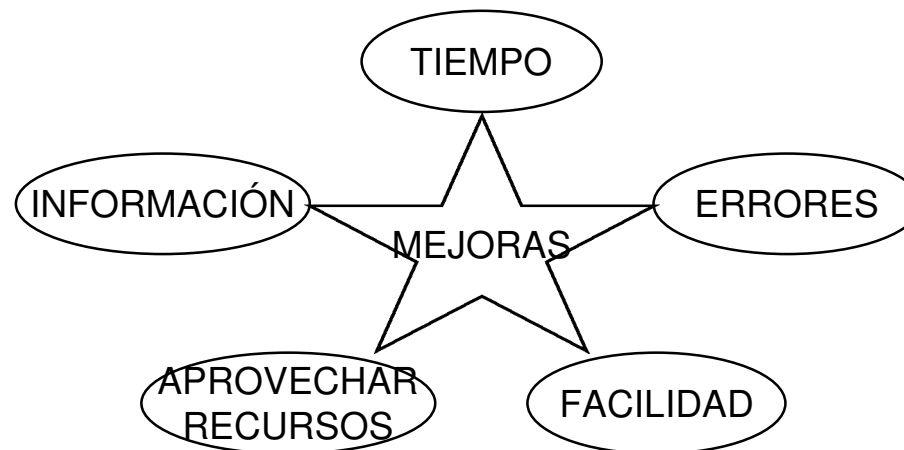 TIEMPO
INFORMACIÓN
ERRORES
MEJORAS
APROVECHAR
RECURSOS
FACILIDAD